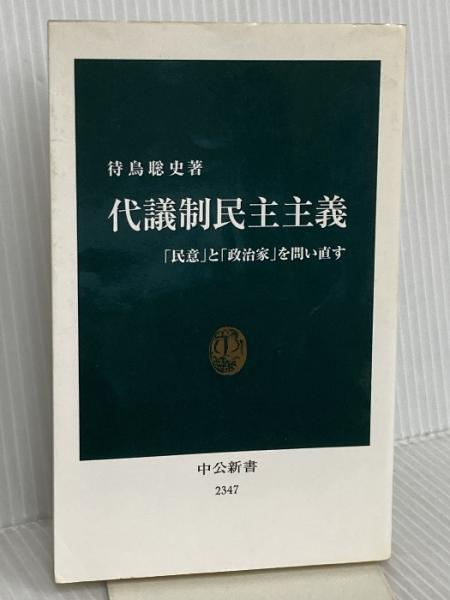 待鳥聡史著
代議制民主主義
「民意」と「政治家」を問い直す
中公新書
2347